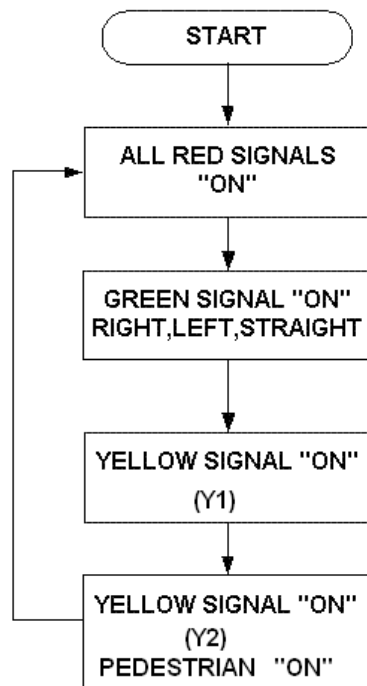 START
ALL RED SIGNALS
"ON"
GREEN SIGNAL "ON"
RIGHT,LEFT,STRAIGHT
YELLOW SIGNAL "ON"
(Y1)
YELLOW SIGNAL "ON"
(Y2)
PEDESTRIAN "ON"